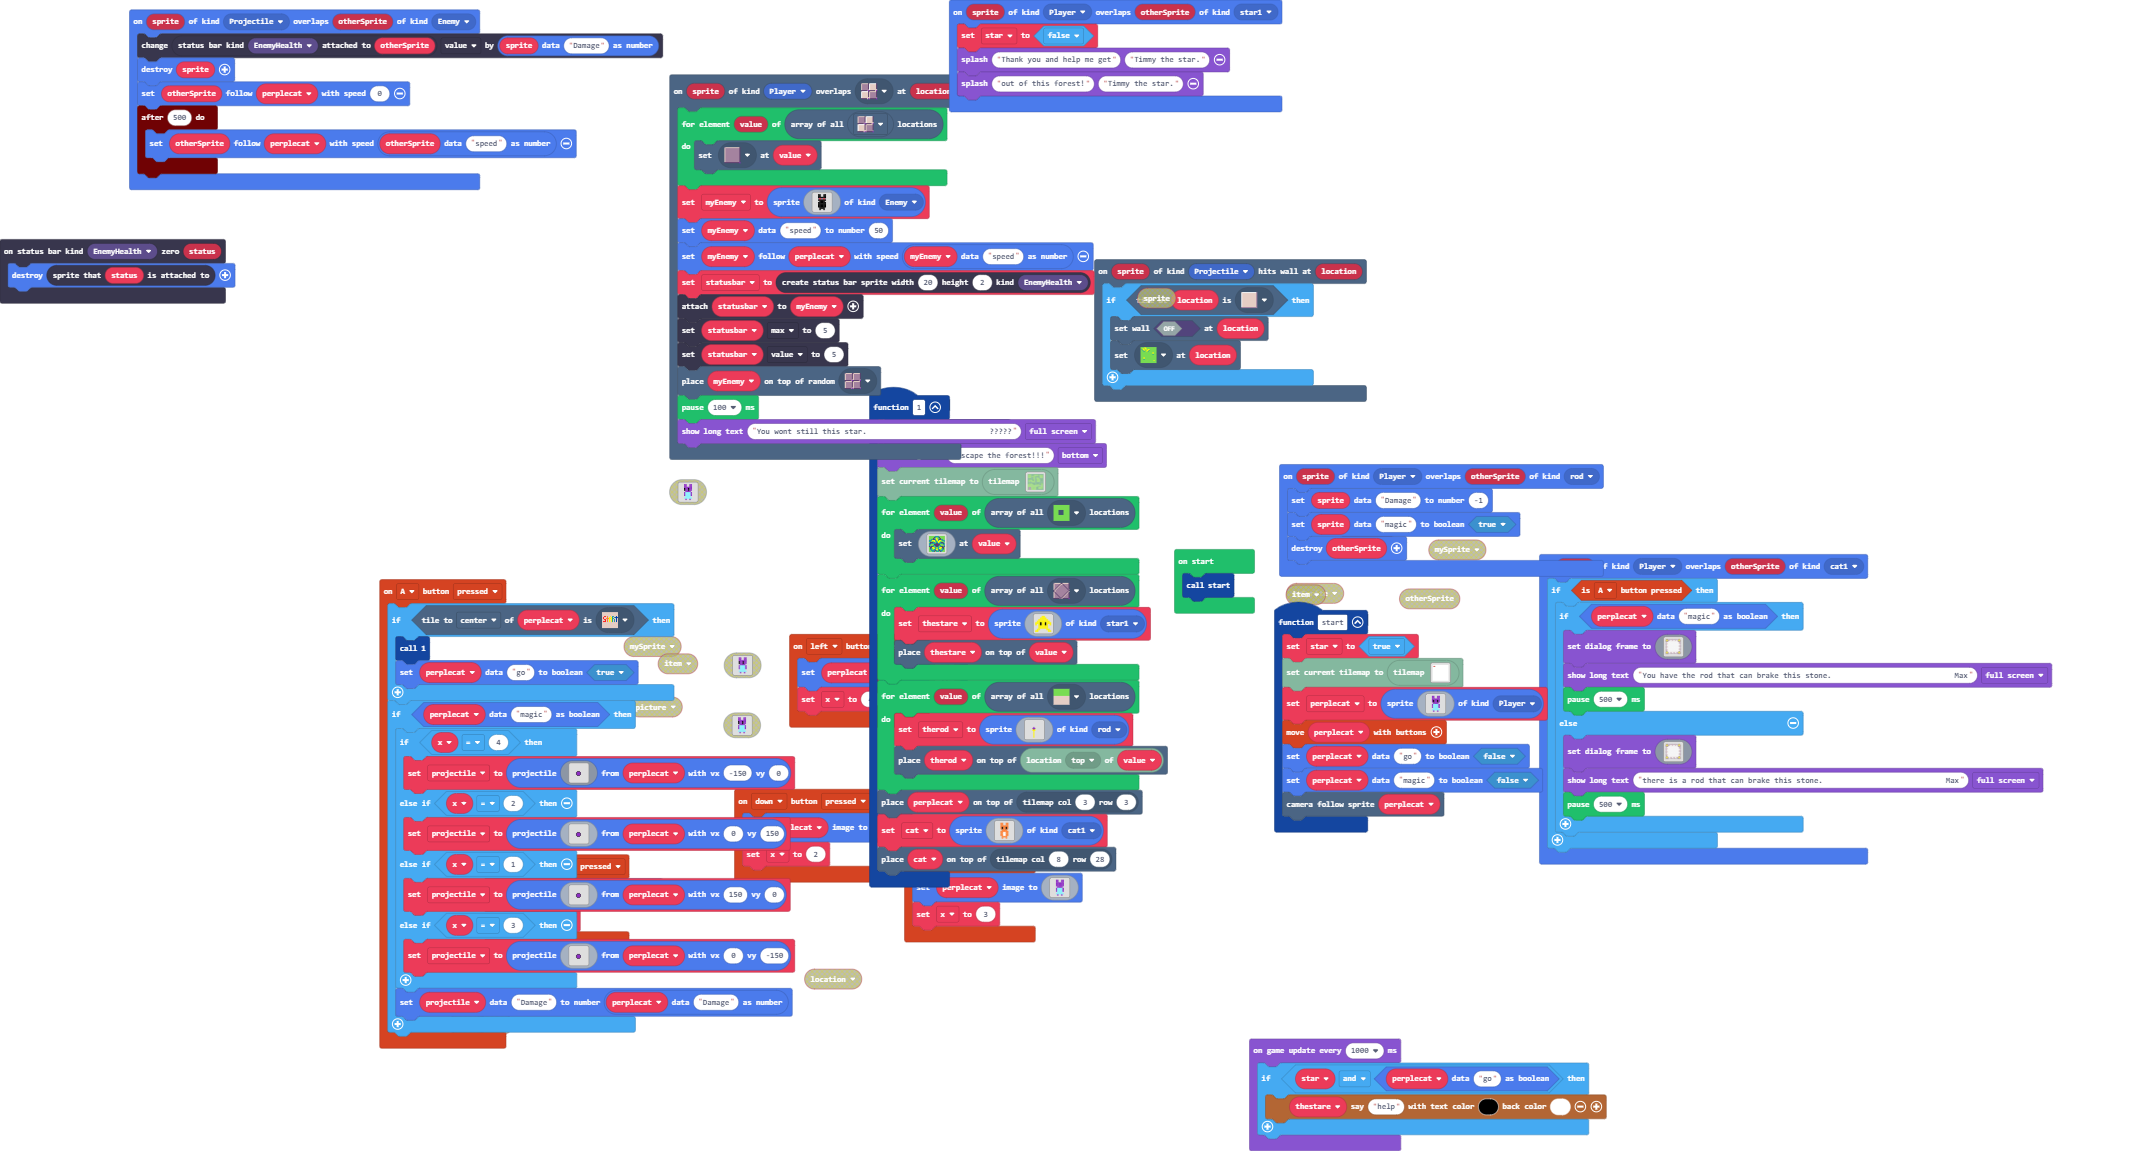 on sprite of kind Projectile overlaps otherSprite of kind Enemy
change status bar kind EnemyHealth attached to otherSprite value by sprite data "Damage" as number
destroy sprite
set otherSprite follow perplecat with speed 0
after 500 do
set otherSprite follow perplecat with speed otherSprite data "speed" as number
on status bar kind EnemyHealth zero status
destroy sprite that status is attached to
on sprite of kind Player overlaps at location
for element value of array of all locations
do
set at value
set myEnemy to sprite of kind Enemy
set myEnemy data "speed" to number 50
set myEnemy follow perplecat with speed myEnemy data "speed" as number
set statusbar to create status bar sprite width 20 height 2 kind EnemyHealth
attach statusbar to myEnemy
set statusbar max to 5
set statusbar value to 5
place myEnemy on top of random
pause 100 ms
show long text "You wont still this star. ?????" full screen
on sprite of kind Player overlaps otherSprite of kind star1
set star to false
splash "Thank you and help me get" "Timmy the star."
splash "out of this forest!" "Timmy the star."
on sprite of kind Projectile hits wall at location
if sprite location is then
set wall OFF at location
set at location
function 1
scape the forest!!!" bottom
set current tilemap to tilemap
for element value of array of all locations
do
set at value
for element value of array of all locations
do
set thestare to sprite of kind star1
place thestare on top of value
for element value of array of all locations
do
set therod to sprite of kind rod
place therod on top of location top of value
place perplecat on top of tilemap col 3 row 3
set cat to sprite of kind cat1
place cat on top of tilemap col 8 row 28
on start
call start
on sprite of kind Player overlaps otherSprite of kind rod
set sprite data "Damage" to number -1
set sprite data "magic" to boolean true
destroy otherSprite
mySprite
item
otherSprite
function start
set star to true
set current tilemap to tilemap
set perplecat to sprite of kind Player
move perplecat with buttons
set perplecat data "go" to boolean false
set perplecat data "magic" to boolean false
camera follow sprite perplecat
f kind Player overlaps otherSprite of kind cat1
if is A button pressed then
if perplecat data "magic" as boolean then
set dialog frame to
show long text "You have the rod that can brake this stone. Max" full screen
pause 500 ms
else
set dialog frame to
show long text "there is a rod that can brake this stone. Max" full screen
pause 500 ms
on A button pressed
if tile to center of perplecat is then
call 1
set perplecat data "go" to boolean true
if perplecat data "magic" as boolean then
if x = 4 then
set projectile to projectile from perplecat with vx -150 vy 0
else if x = 2 then
set projectile to projectile from perplecat with vx 0 vy 150
else if x = 1 then
set projectile to projectile from perplecat with vx 150 vy 0
else if x = 3 then
set projectile to projectile from perplecat with vx 0 vy -150
set projectile data "Damage" to number perplecat data "Damage" as number
mySprite
item
picture
pressed
on left butto
set perplecat
set x to
on down button pressed
lecat image to
set x to 2
set perplecat image to
set x to 3
location
on game update every 1000 ms
if star and perplecat data "go" as boolean then
thestare say "help" with text color back color